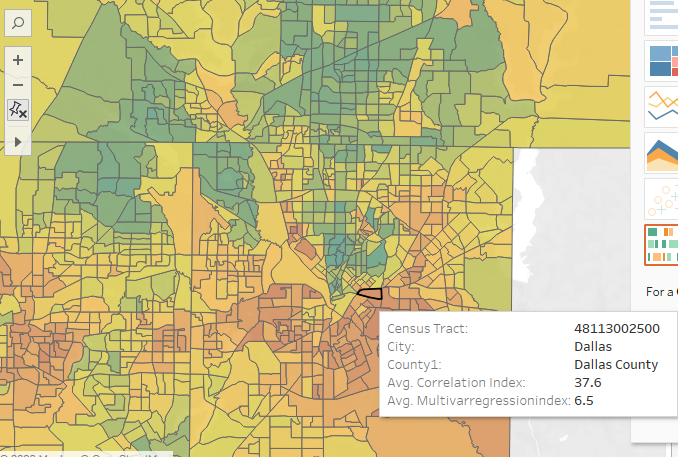 For a
Census Tract: 48113002500
City: Dallas
County1: Dallas County
Avg. Correlation Index: 37.6
Avg. Multivarregressionindex: 6.5